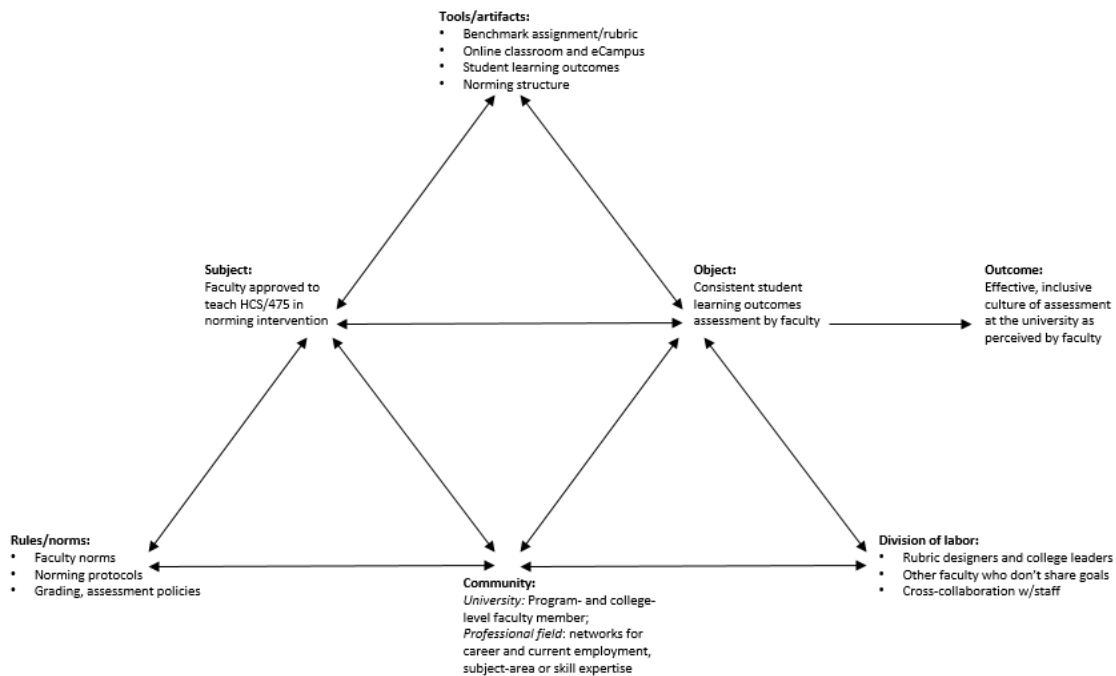 Tools/artifacts:
• Benchmark assignment/rubric
• Online classroom and eCampus
• Student learning outcomes
• Norming structure
Subject:
Faculty approved to
teach HCS/475 in
norming intervention
Object:
Consistent student
learning outcomes
assessment by faculty
Outcome:
Effective, inclusive
culture of assessment
at the university as
perceived by faculty
Rules/norms:
• Faculty norms
• Norming protocols
• Grading, assessment policies
Community:
University: Program- and college-
level faculty member;
Professional field: networks for
career and current employment,
subject-area or skill expertise
Division of labor:
• Rubric designers and college leaders
• Other faculty who don't share goals
• Cross-collaboration w/staff